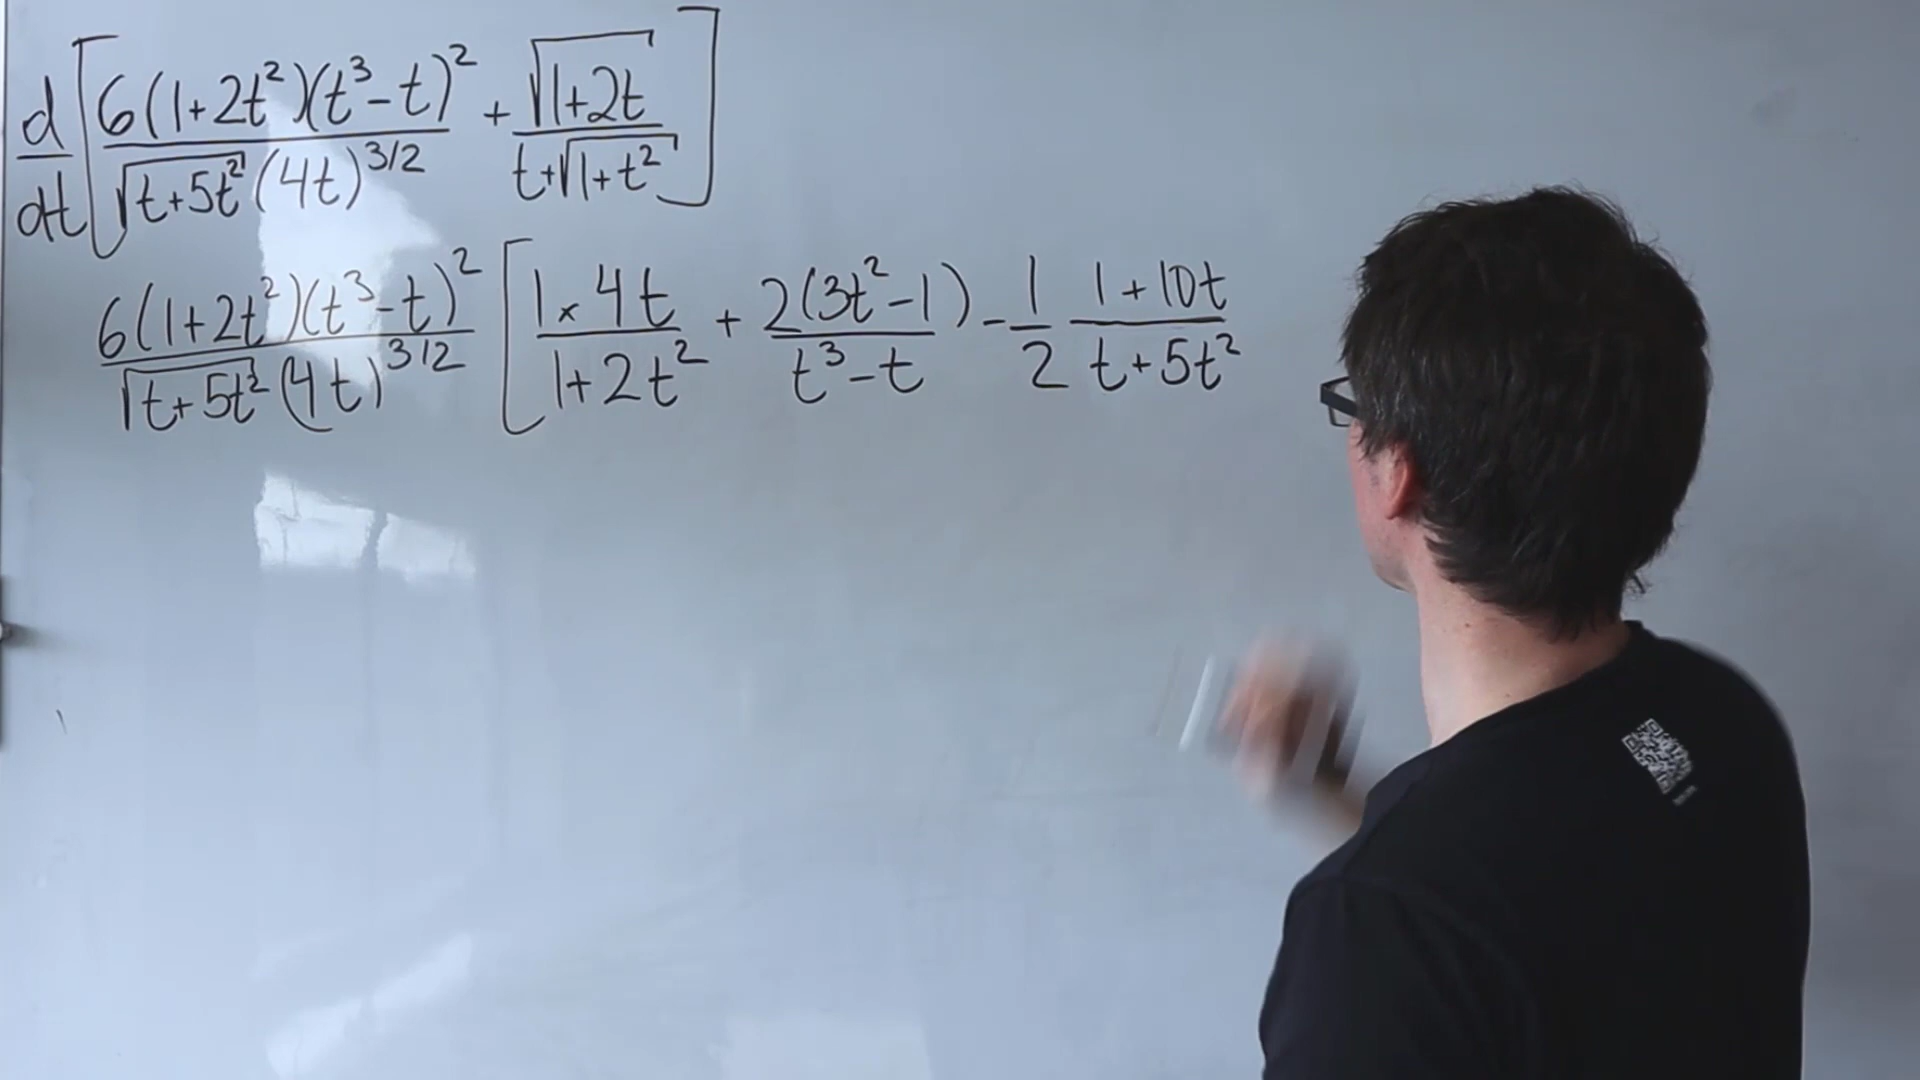 d/dt [ 6(1+2t²)(t³-t)² / √(t+5t²) (4t)^(3/2) + √(1+2t) / (t+√(1+t²)) ]
6(1+2t²)(t³-t)² / √(t+5t²) (4t)^(3/2) [ 1×4t / (1+2t²) + 2(3t²-1) / (t³-t) - 1/2 (1+10t) / (t+5t²)